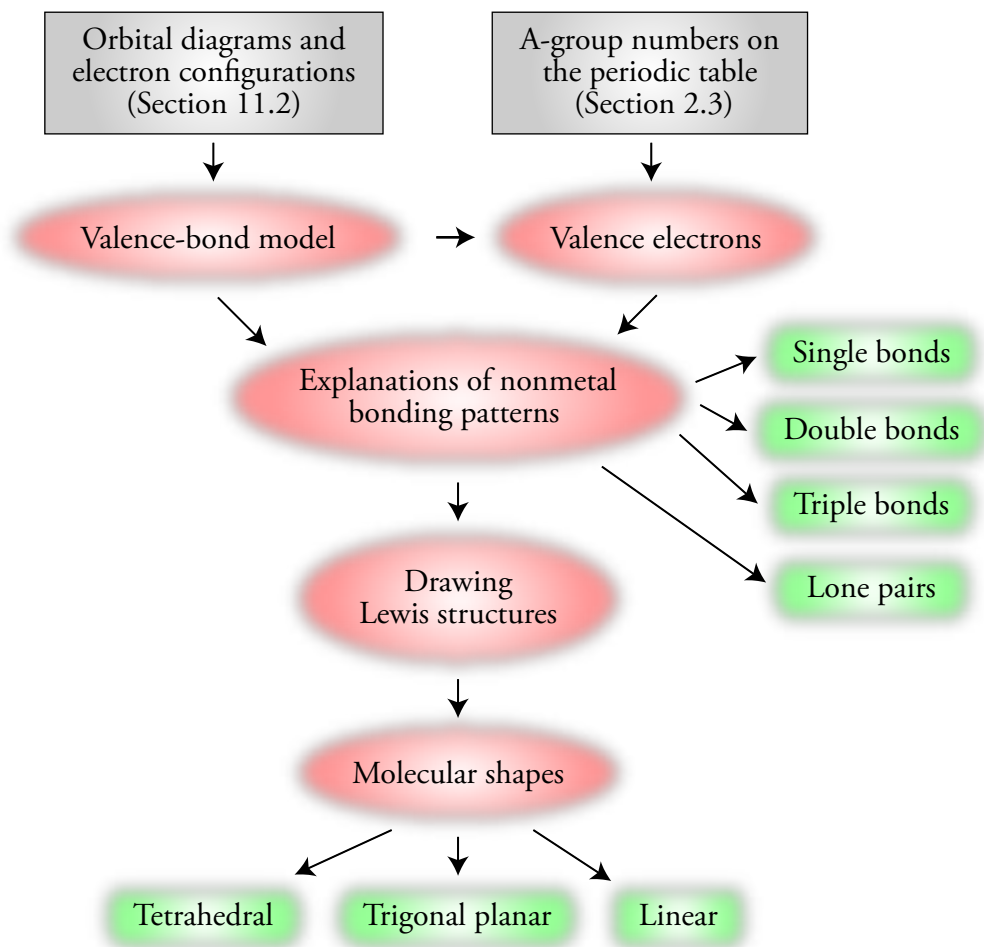 Orbital diagrams and
electron configurations
(Section 11.2)
A-group numbers on
the periodic table
(Section 2.3)
Valence-bond model
Valence electrons
Explanations of nonmetal
bonding patterns
Single bonds
Double bonds
Triple bonds
Lone pairs
Drawing
Lewis structures
Molecular shapes
Tetrahedral
Trigonal planar
Linear